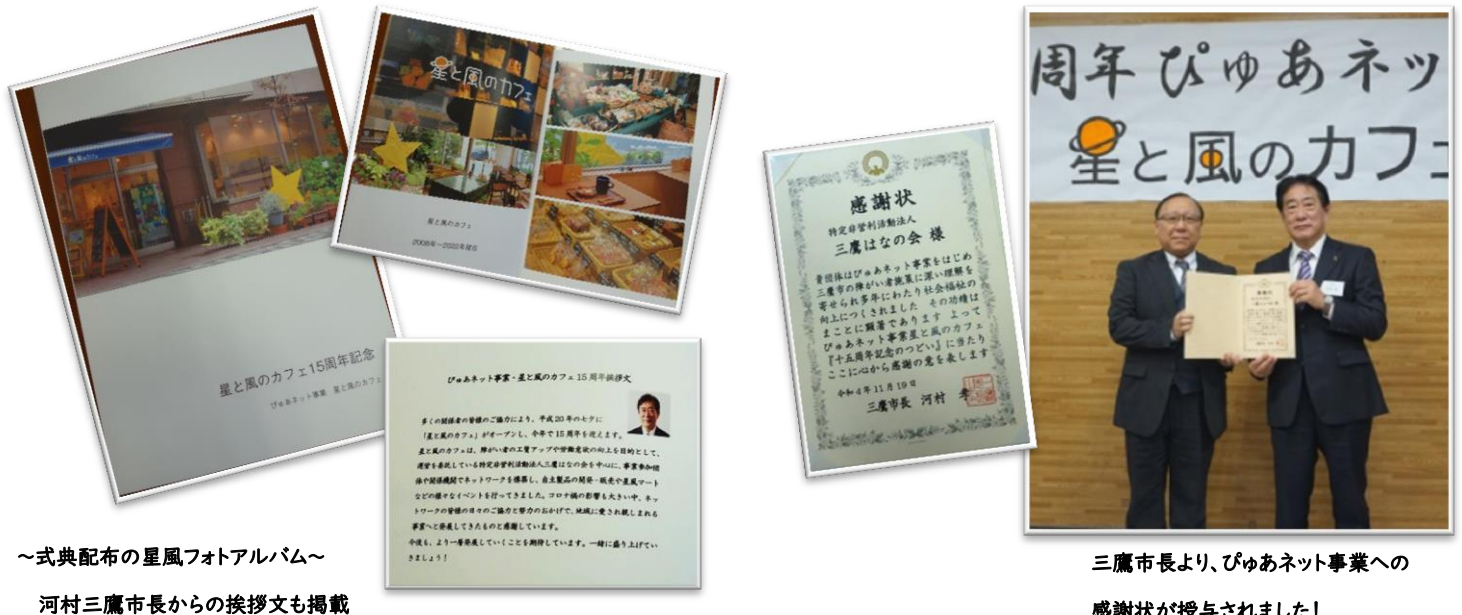 星と風のカフェ
星と風のカフェ15周年記念
ぴゅあネット事業 星と風のカフェ
星と風のカフェ
星と風のカフェ
2008年～2022年現在
ぴゅあネット事業・星と風のカフェ 15 周年挨拶文
多くの関係者の皆様のご協力により、平成 20 年の七夕に
「星と風のカフェ」がオープンし、今年で 15 周年を迎えます。
星と風のカフェは、障がい者の工賃アップや労働意欲の向上を目的として、
運営を委託している特定非営利活動法人三鷹はなの会を中心に、事業参加団
体や関係機関でネットワークを構築し、自主製品の開発・販売や星風マート
などの様々なイベントを行ってきました。コロナ禍の影響も大きい中、ネッ
トワークの皆様の日々のご協力と努力のおかげで、地域に愛され親しまれる
事業へと発展してきたものと感謝しています。
今後も、より一層発展していくことを期待しています。一緒に盛り上げてい
きましょう！
～式典配布の星風フォトアルバム～
河村三鷹市長からの挨拶文も掲載
感謝状
特定非営利活動法人
三鷹はなの会 様
貴団体はぴゅあネット事業をはじめ
三鷹市の障がい者施策に深い理解を
寄せられ多年にわたり社会福祉の
向上につくされました その功績は
まことに顕著であります よって
ぴゅあネット事業星と風のカフェ
『十五周年記念のつどい』に当たり
ここに心から感謝の意を表します
令和4年11月19日
三鷹市長 河村 孝
周年 ぴゅあネッ
星と風のカフェ
感謝状
三鷹市長より、ぴゅあネット事業への
感謝状が授与されました！